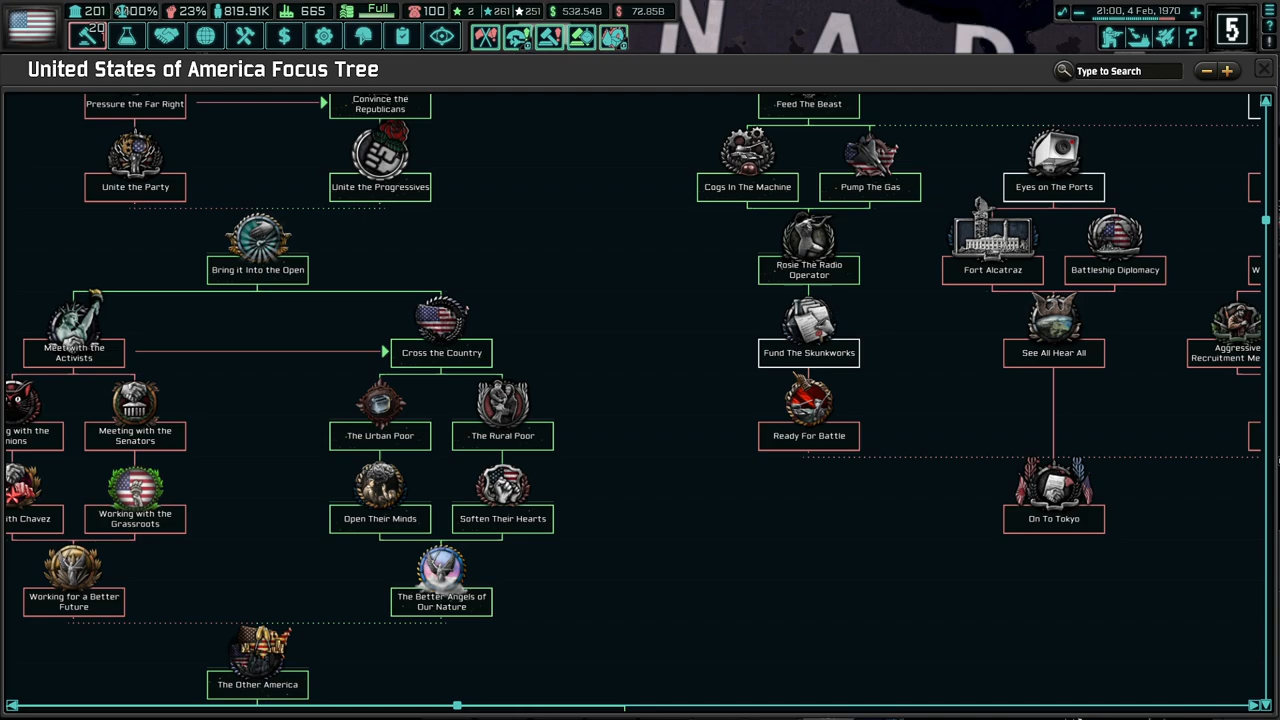 201
100%
23%
819.91K
665
Full
100
2
261
251
532.54B
72.85B
21:00, 4 Feb, 1970
20
5
N A D
United States of America Focus Tree
Type to Search
Pressure the Far Right
Convince the
Republicans
Feed The Beast
Unite the Party
Unite the Progressives
Cogs In The Machine
Pump The Gas
Eyes on The Ports
Bring it Into the Open
Rosie The Radio
Operator
Fort Alcatraz
Battleship Diplomacy
W
Meet with the
Activists
Cross the Country
Fund The Skunkworks
See All Hear All
Aggressive
Recruitment Me
g with the
nions
Meeting with the
Senators
The Urban Poor
The Rural Poor
Ready For Battle
ith Chavez
Working with the
Grassroots
Open Their Minds
Soften Their Hearts
On To Tokyo
Working for a Better
Future
The Better Angels of
Our Nature
The Other America